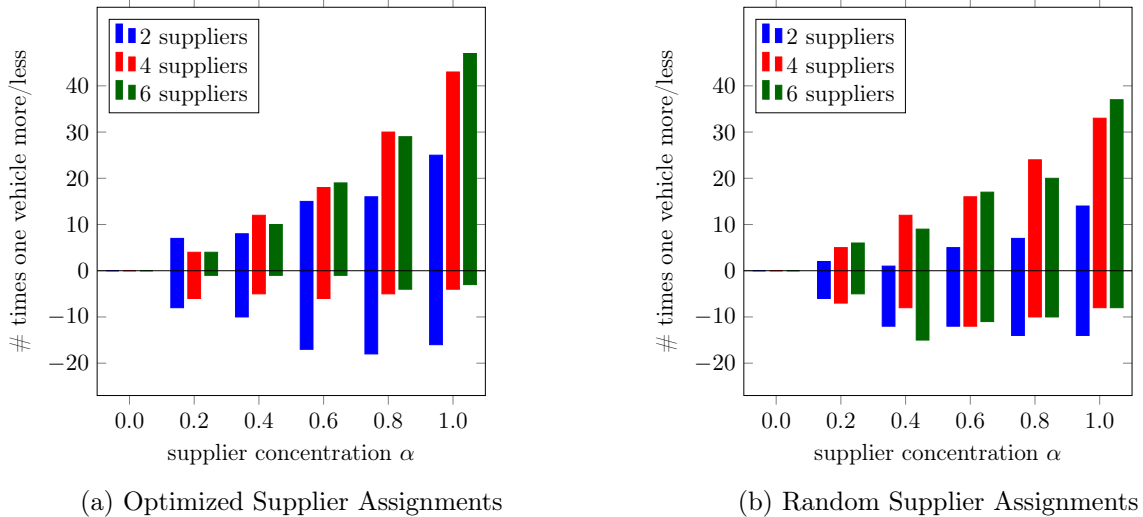 2 suppliers
4 suppliers
6 suppliers
# times one vehicle more/less
40
30
20
10
0
−10
−20
0.0 0.2 0.4 0.6 0.8 1.0
supplier concentration α
(a) Optimized Supplier Assignments
2 suppliers
4 suppliers
6 suppliers
# times one vehicle more/less
40
30
20
10
0
−10
−20
0.0 0.2 0.4 0.6 0.8 1.0
supplier concentration α
(b) Random Supplier Assignments